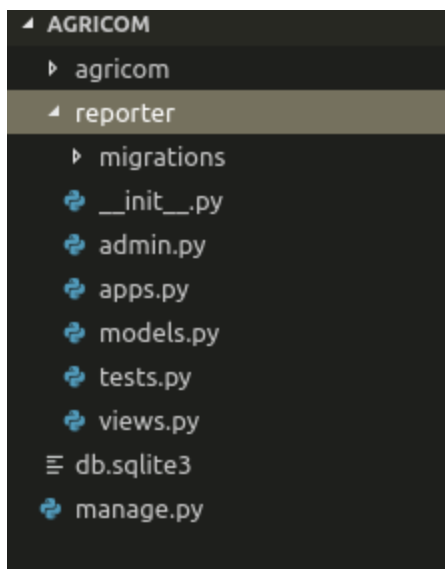 AGRICOM
agricom
reporter
migrations
__init__.py
admin.py
apps.py
models.py
tests.py
views.py
db.sqlite3
manage.py